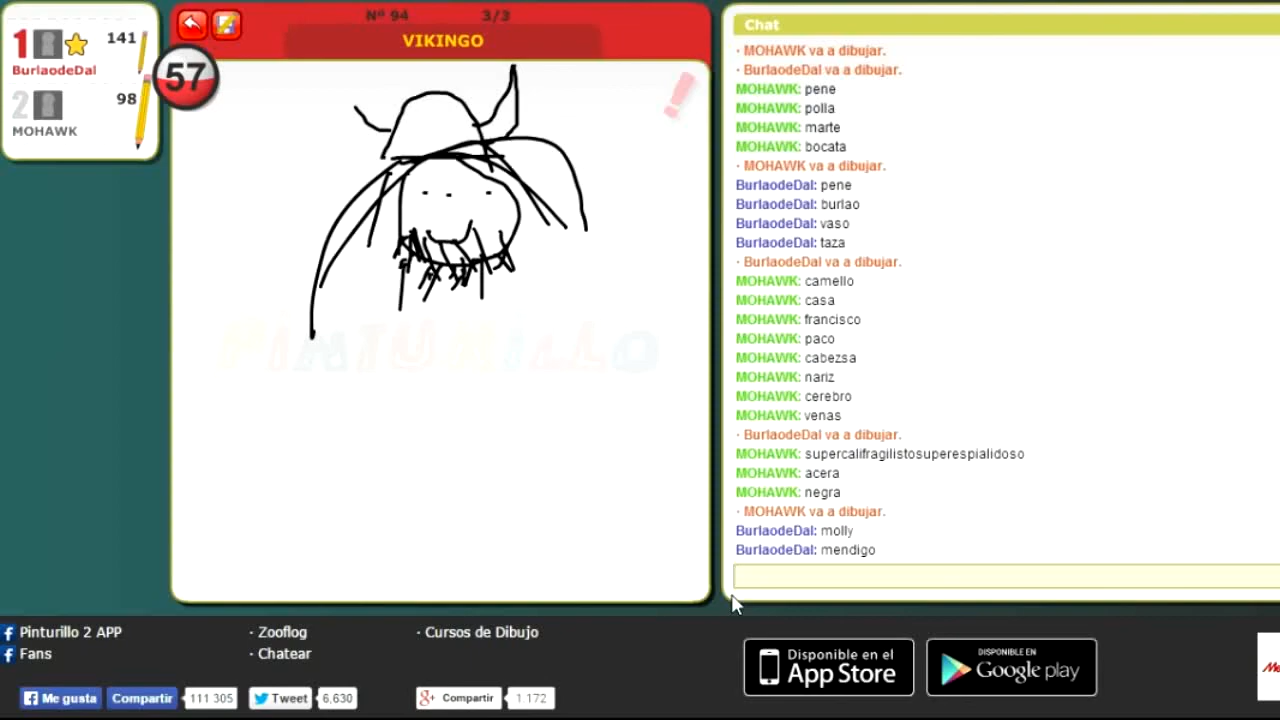 1 141
BurlaodeDal
2 98
MOHAWK
57
Nº 94 3/3
VIKINGO
PINTURILLO
Chat
· MOHAWK va a dibujar.
· BurlaodeDal va a dibujar.
MOHAWK: pene
MOHAWK: polla
MOHAWK: marte
MOHAWK: bocata
· MOHAWK va a dibujar.
BurlaodeDal: pene
BurlaodeDal: burlao
BurlaodeDal: vaso
BurlaodeDal: taza
· BurlaodeDal va a dibujar.
MOHAWK: camello
MOHAWK: casa
MOHAWK: francisco
MOHAWK: paco
MOHAWK: cabezsa
MOHAWK: nariz
MOHAWK: cerebro
MOHAWK: venas
· BurlaodeDal va a dibujar.
MOHAWK: supercalifragilistosuperespialidoso
MOHAWK: acera
MOHAWK: negra
· MOHAWK va a dibujar.
BurlaodeDal: molly
BurlaodeDal: mendigo
Pinturillo 2 APP · Zooflog · Cursos de Dibujo
Fans · Chatear
Me gusta Compartir 111 305 Tweet 6,630 g+ Compartir 1 172
Disponible en el
App Store
DISPONIBLE EN
Google play